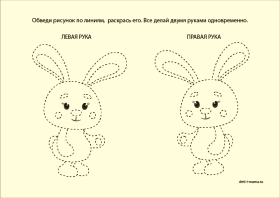 Обведи рисунок по линиям, раскрась его. Все делай двумя руками одновременно.
ЛЕВАЯ РУКА
ПРАВАЯ РУКА